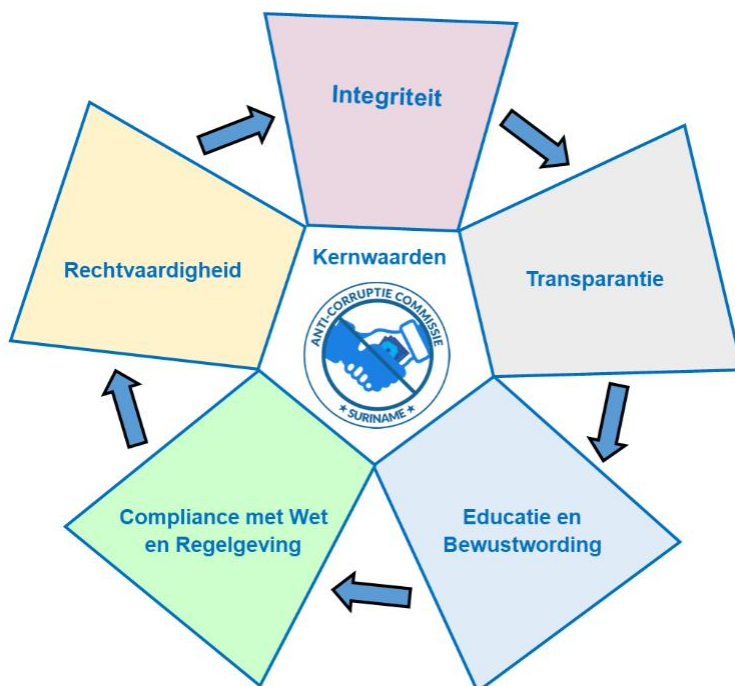 Integriteit
Rechtvaardigheid
Kernwaarden
Transparantie
ANTI-CORRUPTIE COMMISSIE
★ SURINAME ★
Compliance met Wet
en Regelgeving
Educatie en
Bewustwording